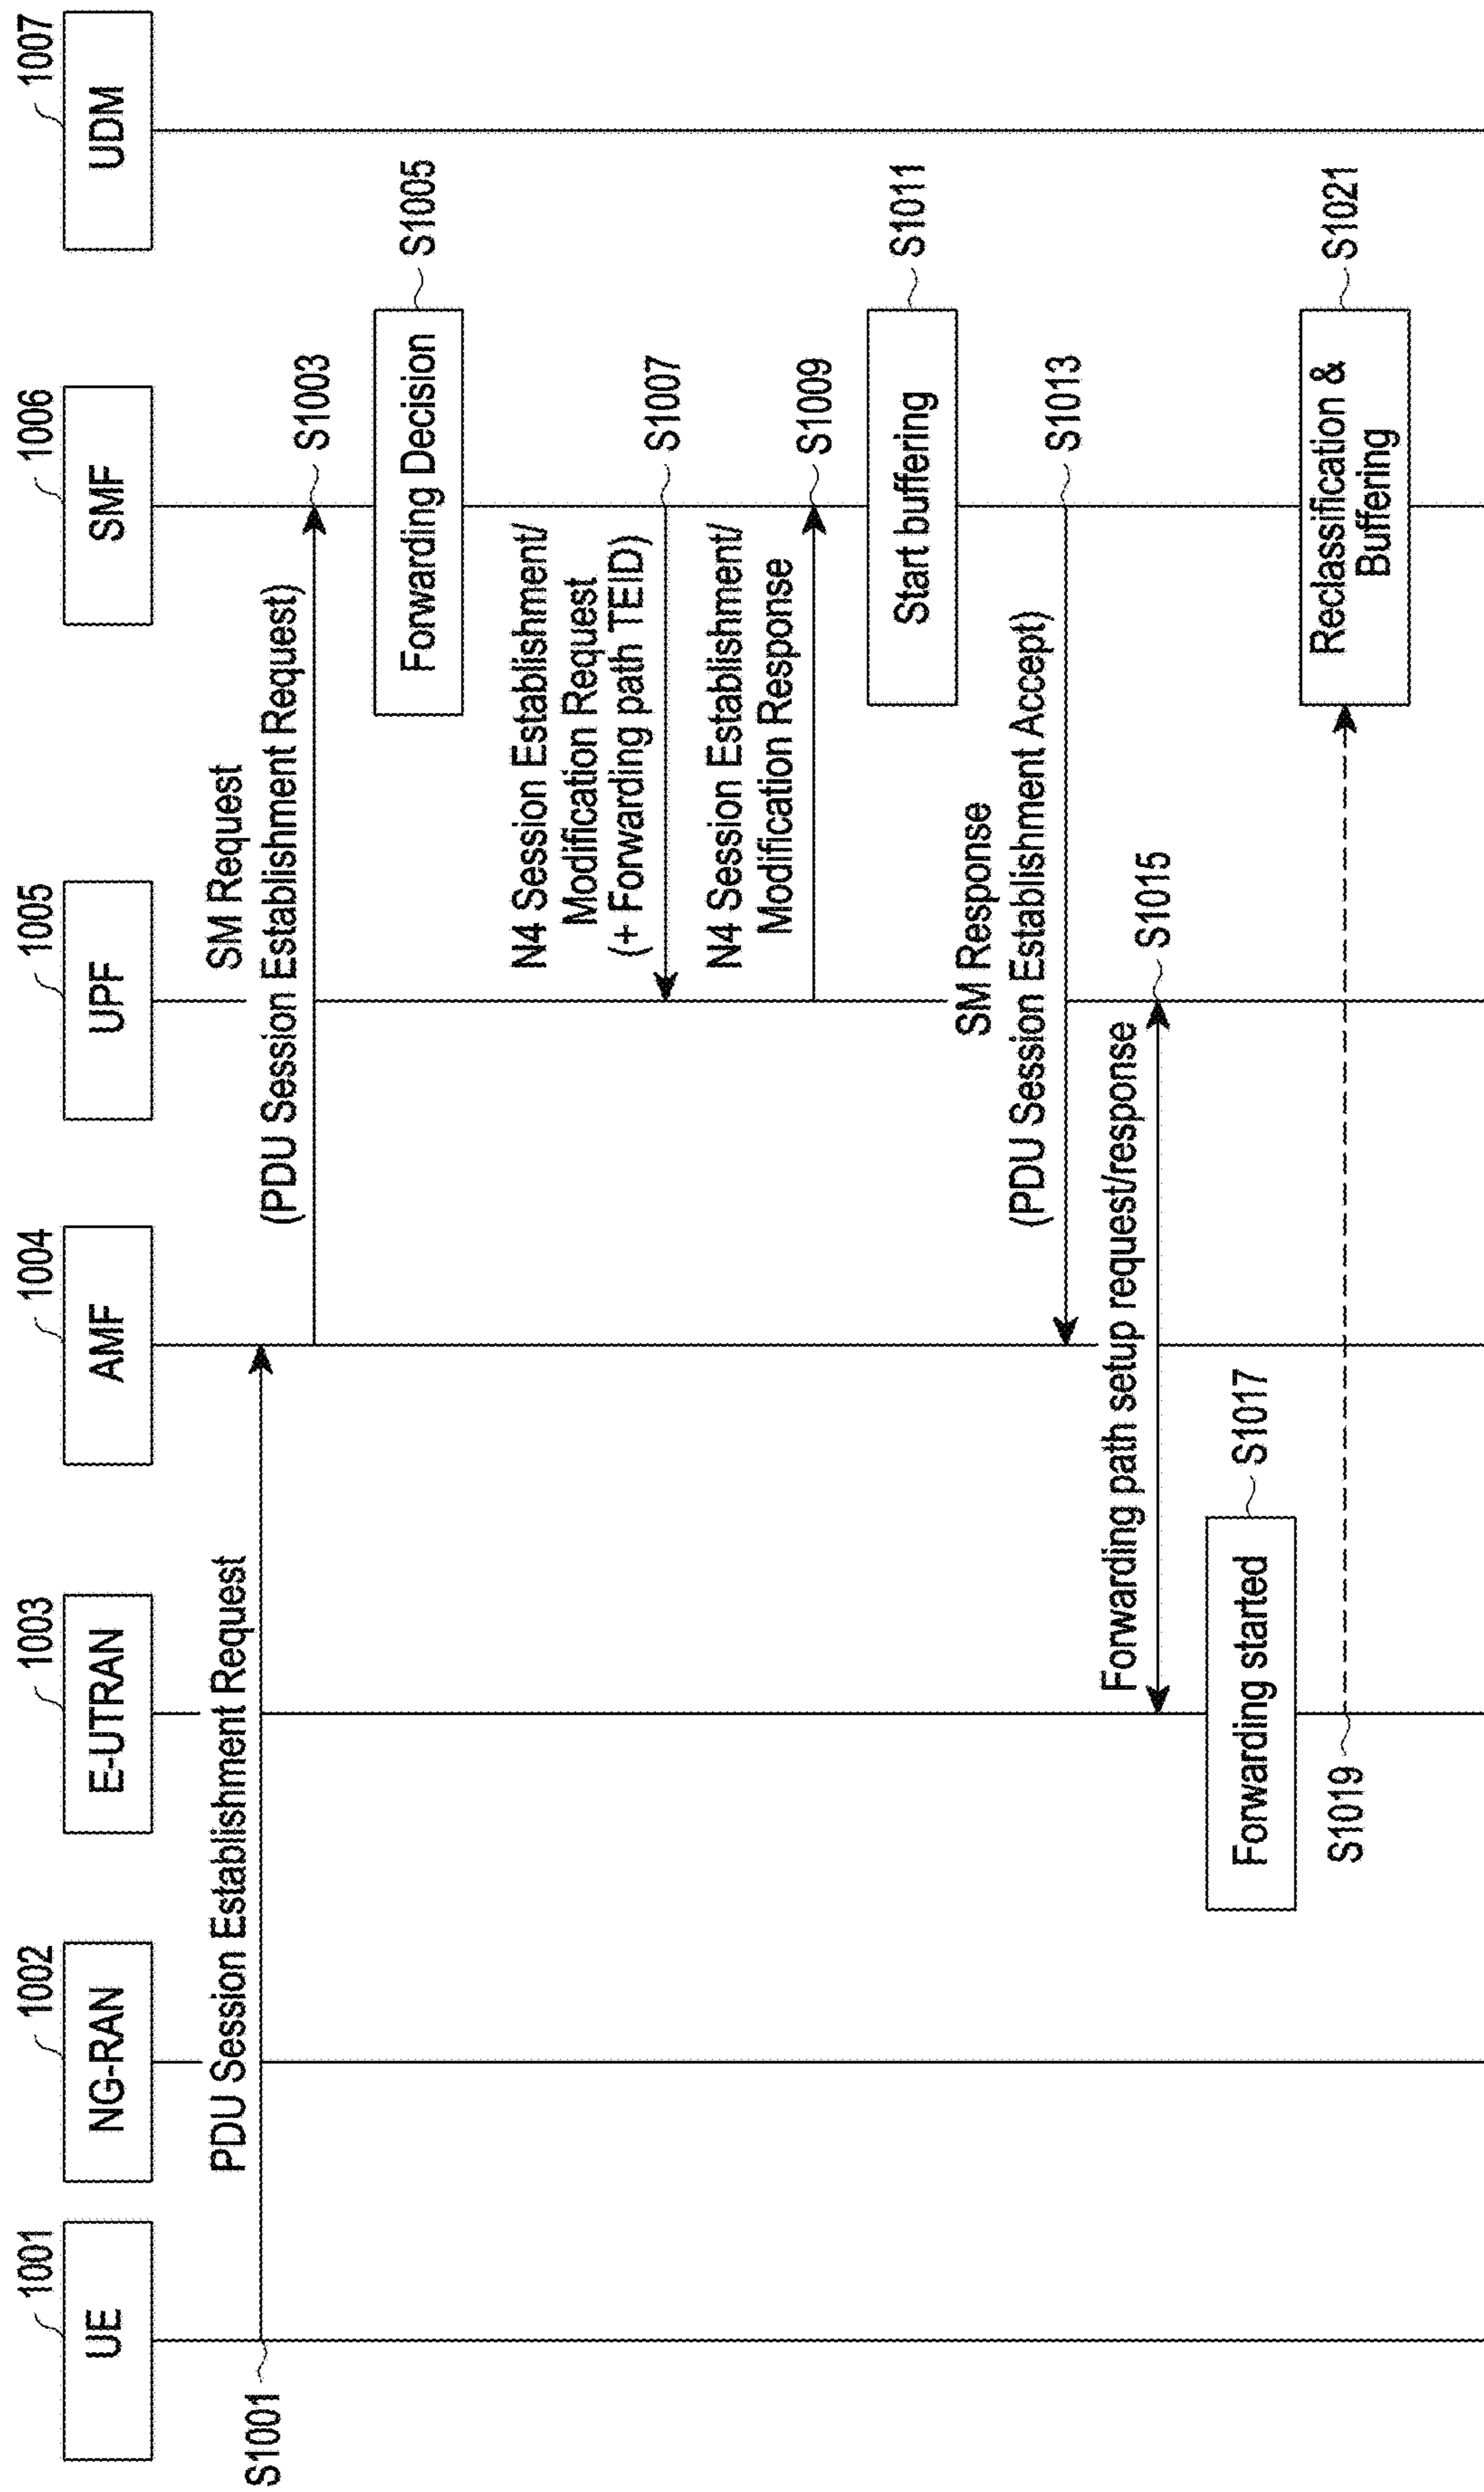 1001
UE
1002
NG-RAN
1003
E-UTRAN
1004
AMF
1005
UPF
1006
SMF
1007
UDM
S1001
PDU Session Establishment Request
SM Request
(PDU Session Establishment Request)
S1003
Forwarding Decision
S1005
N4 Session Establishment/
Modification Request
(+ Forwarding path TEID)
S1007
N4 Session Establishment/
Modification Response
S1009
Start buffering
S1011
SM Response
(PDU Session Establishment Accept)
S1013
Forwarding path setup request/response
S1015
Forwarding started
S1017
S1019
Reclassification &
Buffering
S1021